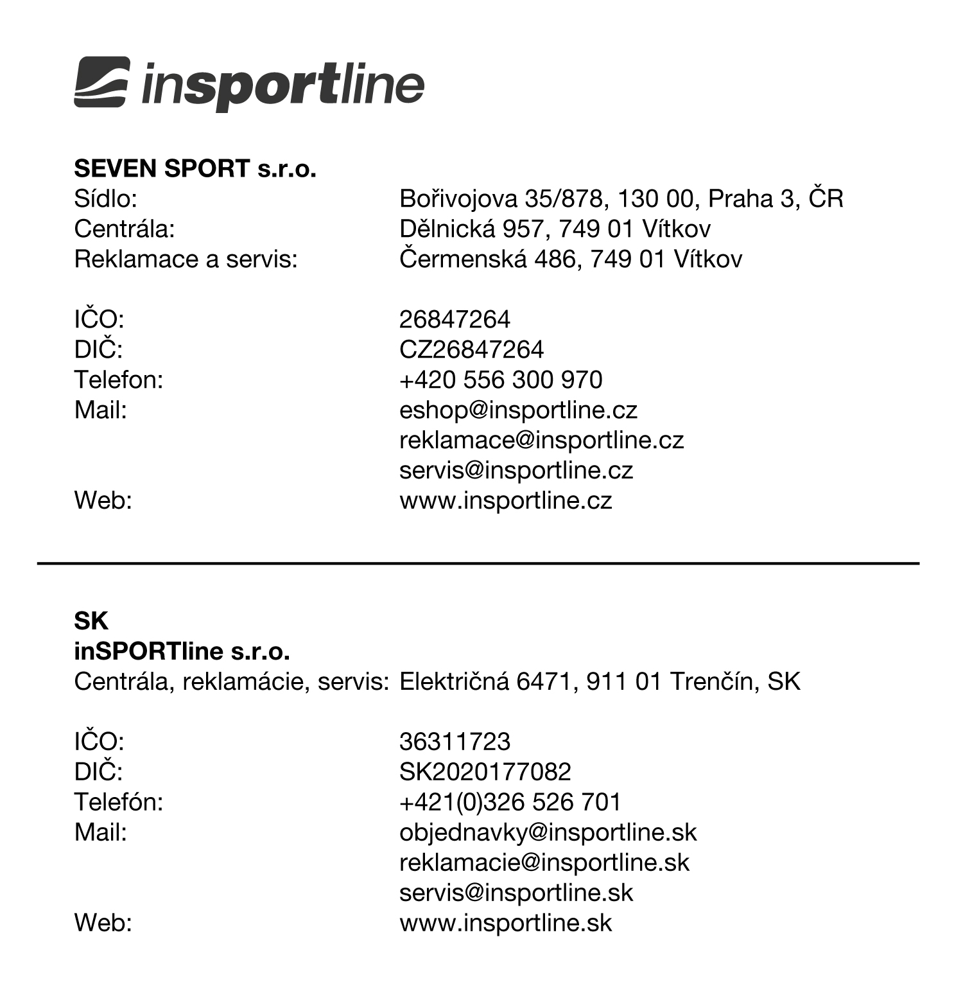 insportline
SEVEN SPORT s.r.o.
Sídlo: Bořivojova 35/878, 130 00, Praha 3, ČR
Centrála: Dělnická 957, 749 01 Vítkov
Reklamace a servis: Čermenská 486, 749 01 Vítkov
IČO: 26847264
DIČ: CZ26847264
Telefon: +420 556 300 970
Mail: eshop@insportline.cz
reklamace@insportline.cz
servis@insportline.cz
Web: www.insportline.cz
SK
inSPORTline s.r.o.
Centrála, reklamácie, servis: Električná 6471, 911 01 Trenčín, SK
IČO: 36311723
DIČ: SK2020177082
Telefón: +421(0)326 526 701
Mail: objednavky@insportline.sk
reklamacie@insportline.sk
servis@insportline.sk
Web: www.insportline.sk